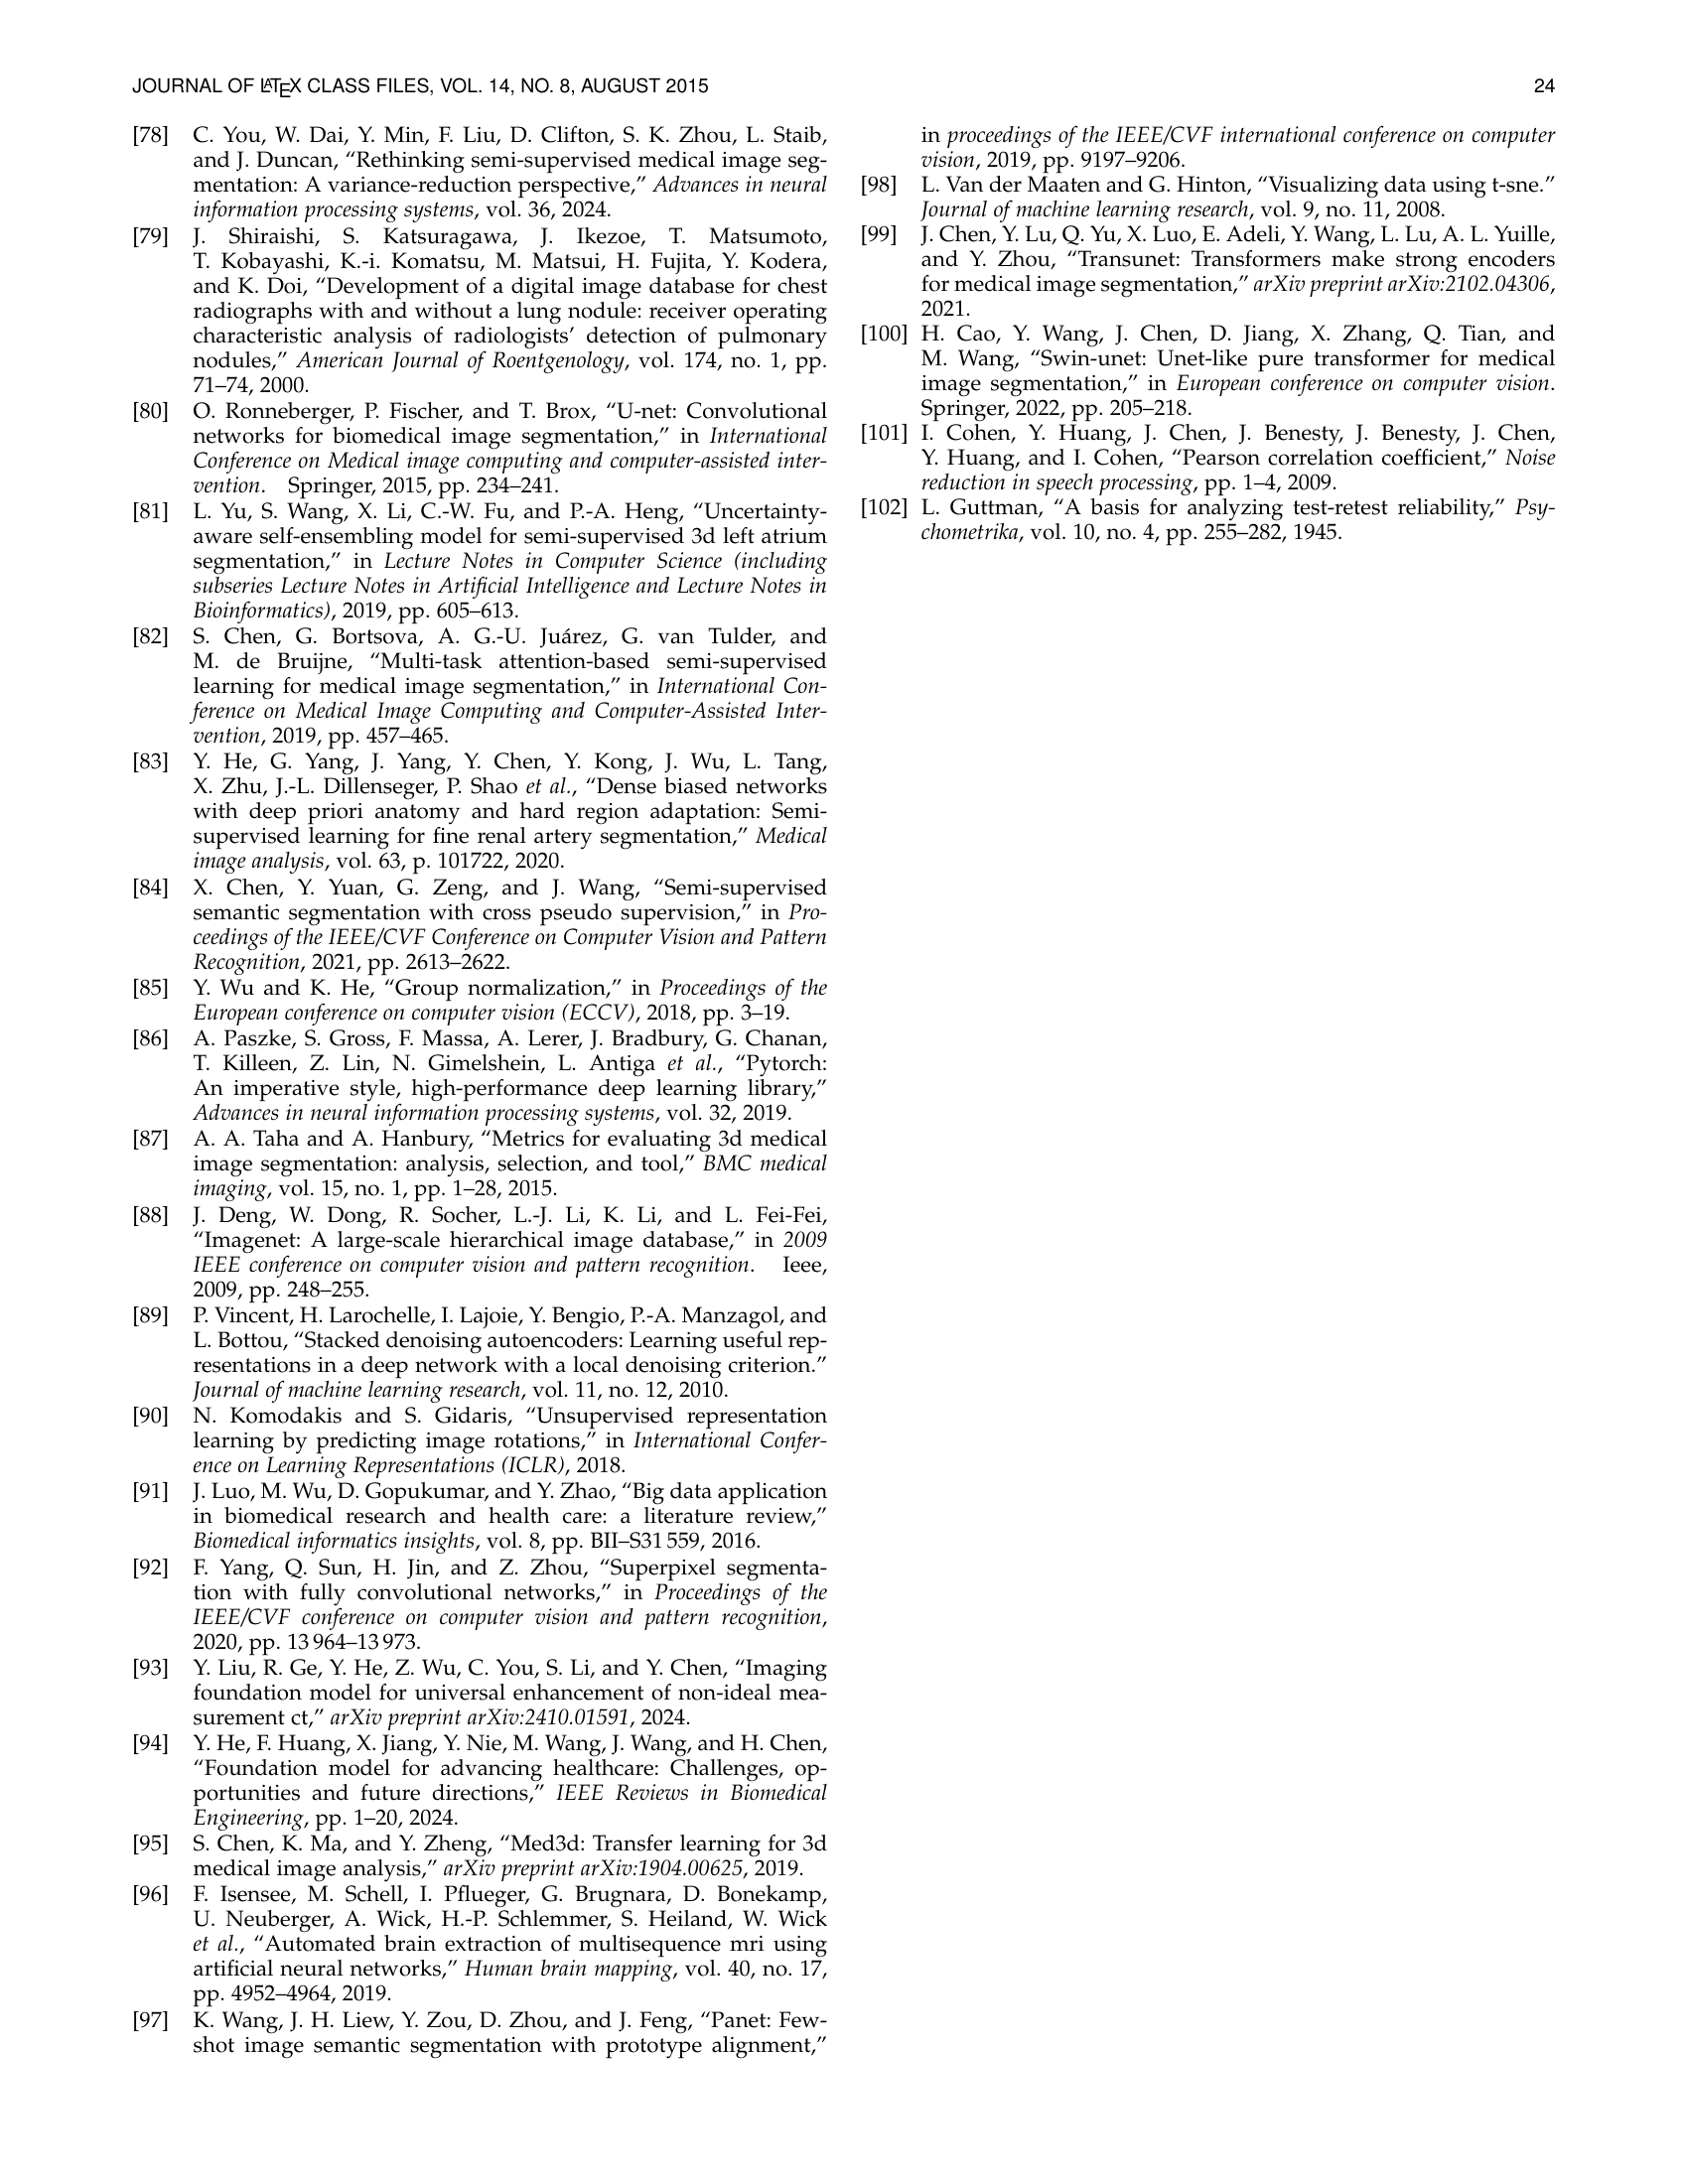 JOURNAL OF LATEX CLASS FILES, VOL. 14, NO. 8, AUGUST 2015
24
[78] C. You, W. Dai, Y. Min, F. Liu, D. Clifton, S. K. Zhou, L. Staib,
and J. Duncan, “Rethinking semi-supervised medical image seg-
mentation: A variance-reduction perspective,” Advances in neural
information processing systems, vol. 36, 2024.
[79] J. Shiraishi, S. Katsuragawa, J. Ikezoe, T. Matsumoto,
T. Kobayashi, K.-i. Komatsu, M. Matsui, H. Fujita, Y. Kodera,
and K. Doi, “Development of a digital image database for chest
radiographs with and without a lung nodule: receiver operating
characteristic analysis of radiologists’ detection of pulmonary
nodules,” American Journal of Roentgenology, vol. 174, no. 1, pp.
71–74, 2000.
[80] O. Ronneberger, P. Fischer, and T. Brox, “U-net: Convolutional
networks for biomedical image segmentation,” in International
Conference on Medical image computing and computer-assisted inter-
vention. Springer, 2015, pp. 234–241.
[81] L. Yu, S. Wang, X. Li, C.-W. Fu, and P.-A. Heng, “Uncertainty-
aware self-ensembling model for semi-supervised 3d left atrium
segmentation,” in Lecture Notes in Computer Science (including
subseries Lecture Notes in Artificial Intelligence and Lecture Notes in
Bioinformatics), 2019, pp. 605–613.
[82] S. Chen, G. Bortsova, A. G.-U. Juárez, G. van Tulder, and
M. de Bruijne, “Multi-task attention-based semi-supervised
learning for medical image segmentation,” in International Con-
ference on Medical Image Computing and Computer-Assisted Inter-
vention, 2019, pp. 457–465.
[83] Y. He, G. Yang, J. Yang, Y. Chen, Y. Kong, J. Wu, L. Tang,
X. Zhu, J.-L. Dillenseger, P. Shao et al., “Dense biased networks
with deep priori anatomy and hard region adaptation: Semi-
supervised learning for fine renal artery segmentation,” Medical
image analysis, vol. 63, p. 101722, 2020.
[84] X. Chen, Y. Yuan, G. Zeng, and J. Wang, “Semi-supervised
semantic segmentation with cross pseudo supervision,” in Pro-
ceedings of the IEEE/CVF Conference on Computer Vision and Pattern
Recognition, 2021, pp. 2613–2622.
[85] Y. Wu and K. He, “Group normalization,” in Proceedings of the
European conference on computer vision (ECCV), 2018, pp. 3–19.
[86] A. Paszke, S. Gross, F. Massa, A. Lerer, J. Bradbury, G. Chanan,
T. Killeen, Z. Lin, N. Gimelshein, L. Antiga et al., “Pytorch:
An imperative style, high-performance deep learning library,”
Advances in neural information processing systems, vol. 32, 2019.
[87] A. A. Taha and A. Hanbury, “Metrics for evaluating 3d medical
image segmentation: analysis, selection, and tool,” BMC medical
imaging, vol. 15, no. 1, pp. 1–28, 2015.
[88] J. Deng, W. Dong, R. Socher, L.-J. Li, K. Li, and L. Fei-Fei,
“Imagenet: A large-scale hierarchical image database,” in 2009
IEEE conference on computer vision and pattern recognition. Ieee,
2009, pp. 248–255.
[89] P. Vincent, H. Larochelle, I. Lajoie, Y. Bengio, P.-A. Manzagol, and
L. Bottou, “Stacked denoising autoencoders: Learning useful rep-
resentations in a deep network with a local denoising criterion.”
Journal of machine learning research, vol. 11, no. 12, 2010.
[90] N. Komodakis and S. Gidaris, “Unsupervised representation
learning by predicting image rotations,” in International Confer-
ence on Learning Representations (ICLR), 2018.
[91] J. Luo, M. Wu, D. Gopukumar, and Y. Zhao, “Big data application
in biomedical research and health care: a literature review,”
Biomedical informatics insights, vol. 8, pp. BII–S31 559, 2016.
[92] F. Yang, Q. Sun, H. Jin, and Z. Zhou, “Superpixel segmenta-
tion with fully convolutional networks,” in Proceedings of the
IEEE/CVF conference on computer vision and pattern recognition,
2020, pp. 13 964–13 973.
[93] Y. Liu, R. Ge, Y. He, Z. Wu, C. You, S. Li, and Y. Chen, “Imaging
foundation model for universal enhancement of non-ideal mea-
surement ct,” arXiv preprint arXiv:2410.01591, 2024.
[94] Y. He, F. Huang, X. Jiang, Y. Nie, M. Wang, J. Wang, and H. Chen,
“Foundation model for advancing healthcare: Challenges, op-
portunities and future directions,” IEEE Reviews in Biomedical
Engineering, pp. 1–20, 2024.
[95] S. Chen, K. Ma, and Y. Zheng, “Med3d: Transfer learning for 3d
medical image analysis,” arXiv preprint arXiv:1904.00625, 2019.
[96] F. Isensee, M. Schell, I. Pflueger, G. Brugnara, D. Bonekamp,
U. Neuberger, A. Wick, H.-P. Schlemmer, S. Heiland, W. Wick
et al., “Automated brain extraction of multisequence mri using
artificial neural networks,” Human brain mapping, vol. 40, no. 17,
pp. 4952–4964, 2019.
[97] K. Wang, J. H. Liew, Y. Zou, D. Zhou, and J. Feng, “Panet: Few-
shot image semantic segmentation with prototype alignment,”
in proceedings of the IEEE/CVF international conference on computer
vision, 2019, pp. 9197–9206.
[98] L. Van der Maaten and G. Hinton, “Visualizing data using t-sne.”
Journal of machine learning research, vol. 9, no. 11, 2008.
[99] J. Chen, Y. Lu, Q. Yu, X. Luo, E. Adeli, Y. Wang, L. Lu, A. L. Yuille,
and Y. Zhou, “Transunet: Transformers make strong encoders
for medical image segmentation,” arXiv preprint arXiv:2102.04306,
2021.
[100] H. Cao, Y. Wang, J. Chen, D. Jiang, X. Zhang, Q. Tian, and
M. Wang, “Swin-unet: Unet-like pure transformer for medical
image segmentation,” in European conference on computer vision.
Springer, 2022, pp. 205–218.
[101] I. Cohen, Y. Huang, J. Chen, J. Benesty, J. Benesty, J. Chen,
Y. Huang, and I. Cohen, “Pearson correlation coefficient,” Noise
reduction in speech processing, pp. 1–4, 2009.
[102] L. Guttman, “A basis for analyzing test-retest reliability,” Psy-
chometrika, vol. 10, no. 4, pp. 255–282, 1945.